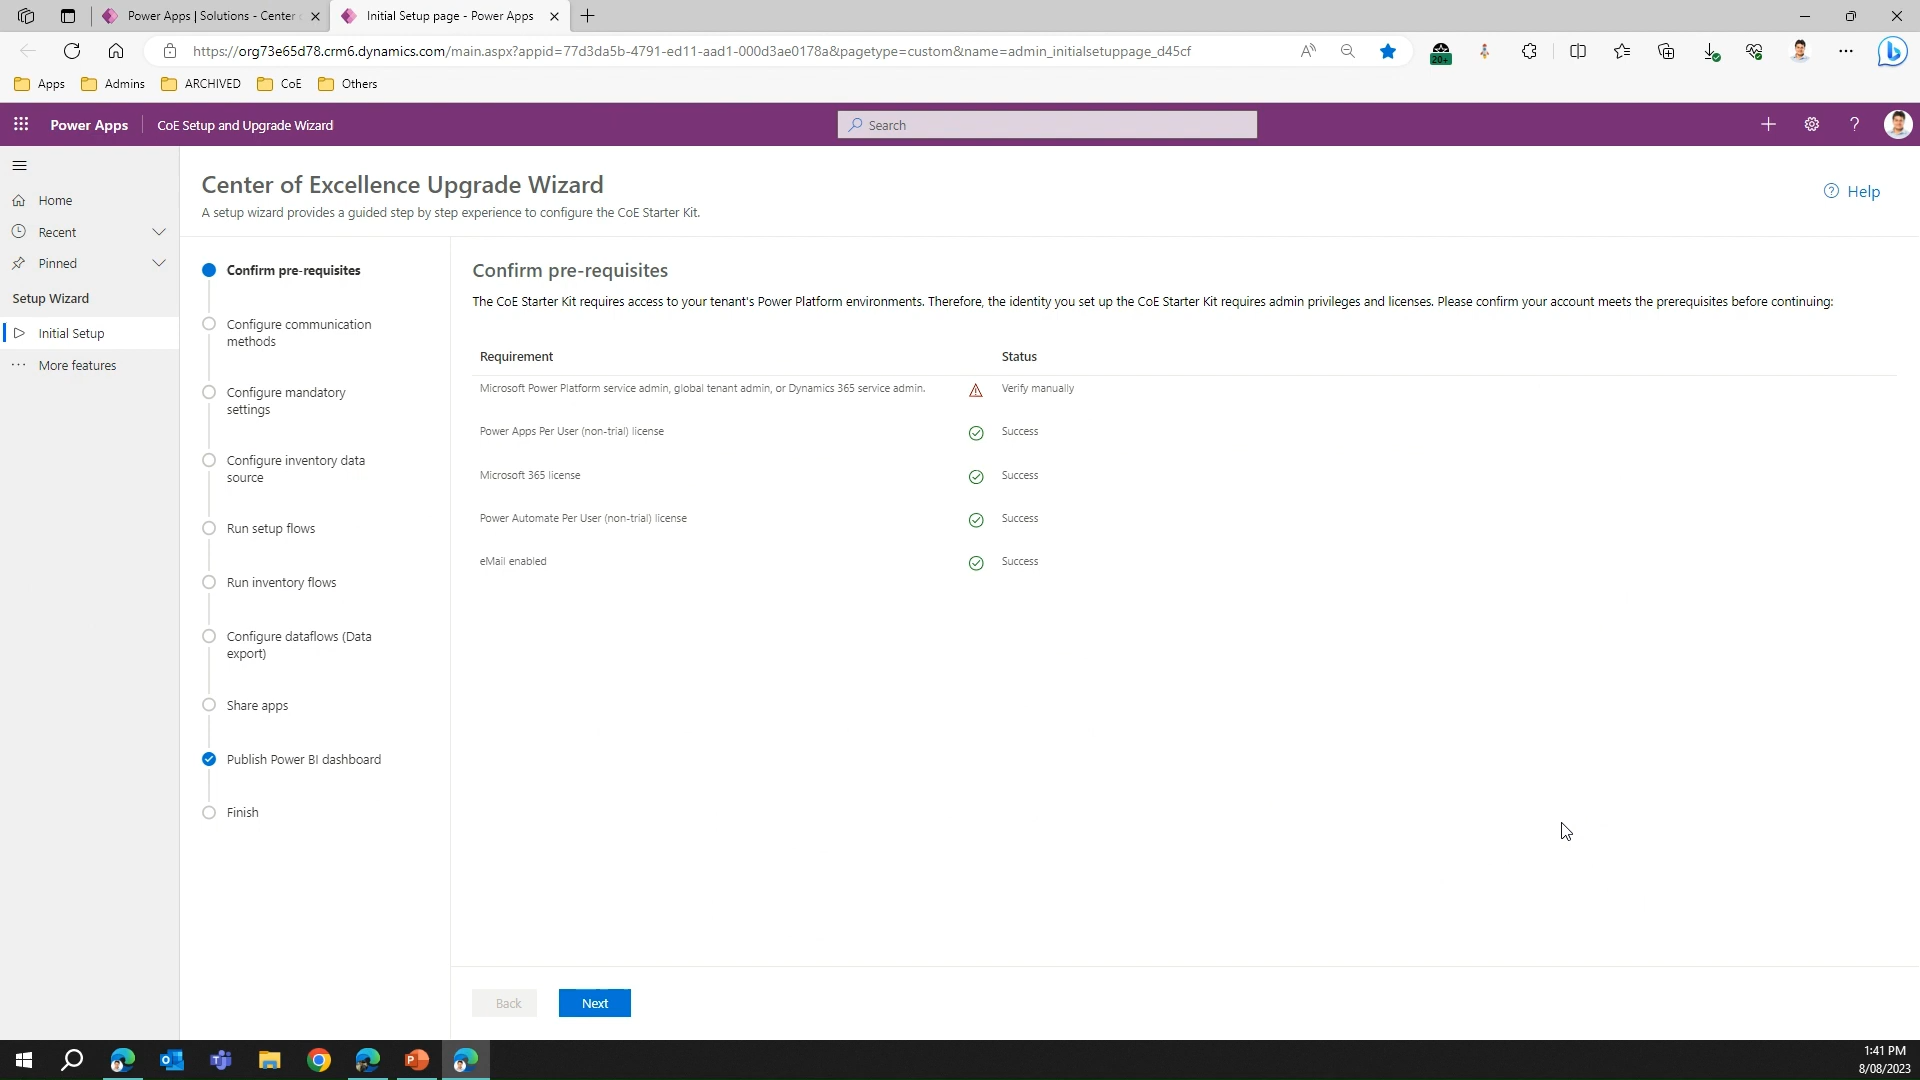 Power Apps | Solutions - Center
Initial Setup page - Power Apps
https://org73e65d78.crm6.dynamics.com/main.aspx?appid=77d3da5b-4791-ed11-aad1-000d3ae0178a&pagetype=custom&name=admin_initialsetuppage_d45cf
20+
Apps
Admins
ARCHIVED
CoE
Others
Power Apps
CoE Setup and Upgrade Wizard
Search
Home
Recent
Pinned
Setup Wizard
Initial Setup
More features
Center of Excellence Upgrade Wizard
A setup wizard provides a guided step by step experience to configure the CoE Starter Kit.
Help
Confirm pre-requisites
Configure communication
methods
Configure mandatory
settings
Configure inventory data
source
Run setup flows
Run inventory flows
Configure dataflows (Data
export)
Share apps
Publish Power BI dashboard
Finish
Confirm pre-requisites
The CoE Starter Kit requires access to your tenant's Power Platform environments. Therefore, the identity you set up the CoE Starter Kit requires admin privileges and licenses. Please confirm your account meets the prerequisites before continuing:
Requirement
Status
Microsoft Power Platform service admin, global tenant admin, or Dynamics 365 service admin.
Verify manually
Power Apps Per User (non-trial) license
Success
Microsoft 365 license
Success
Power Automate Per User (non-trial) license
Success
eMail enabled
Success
Back
Next
1:41 PM
8/08/2023